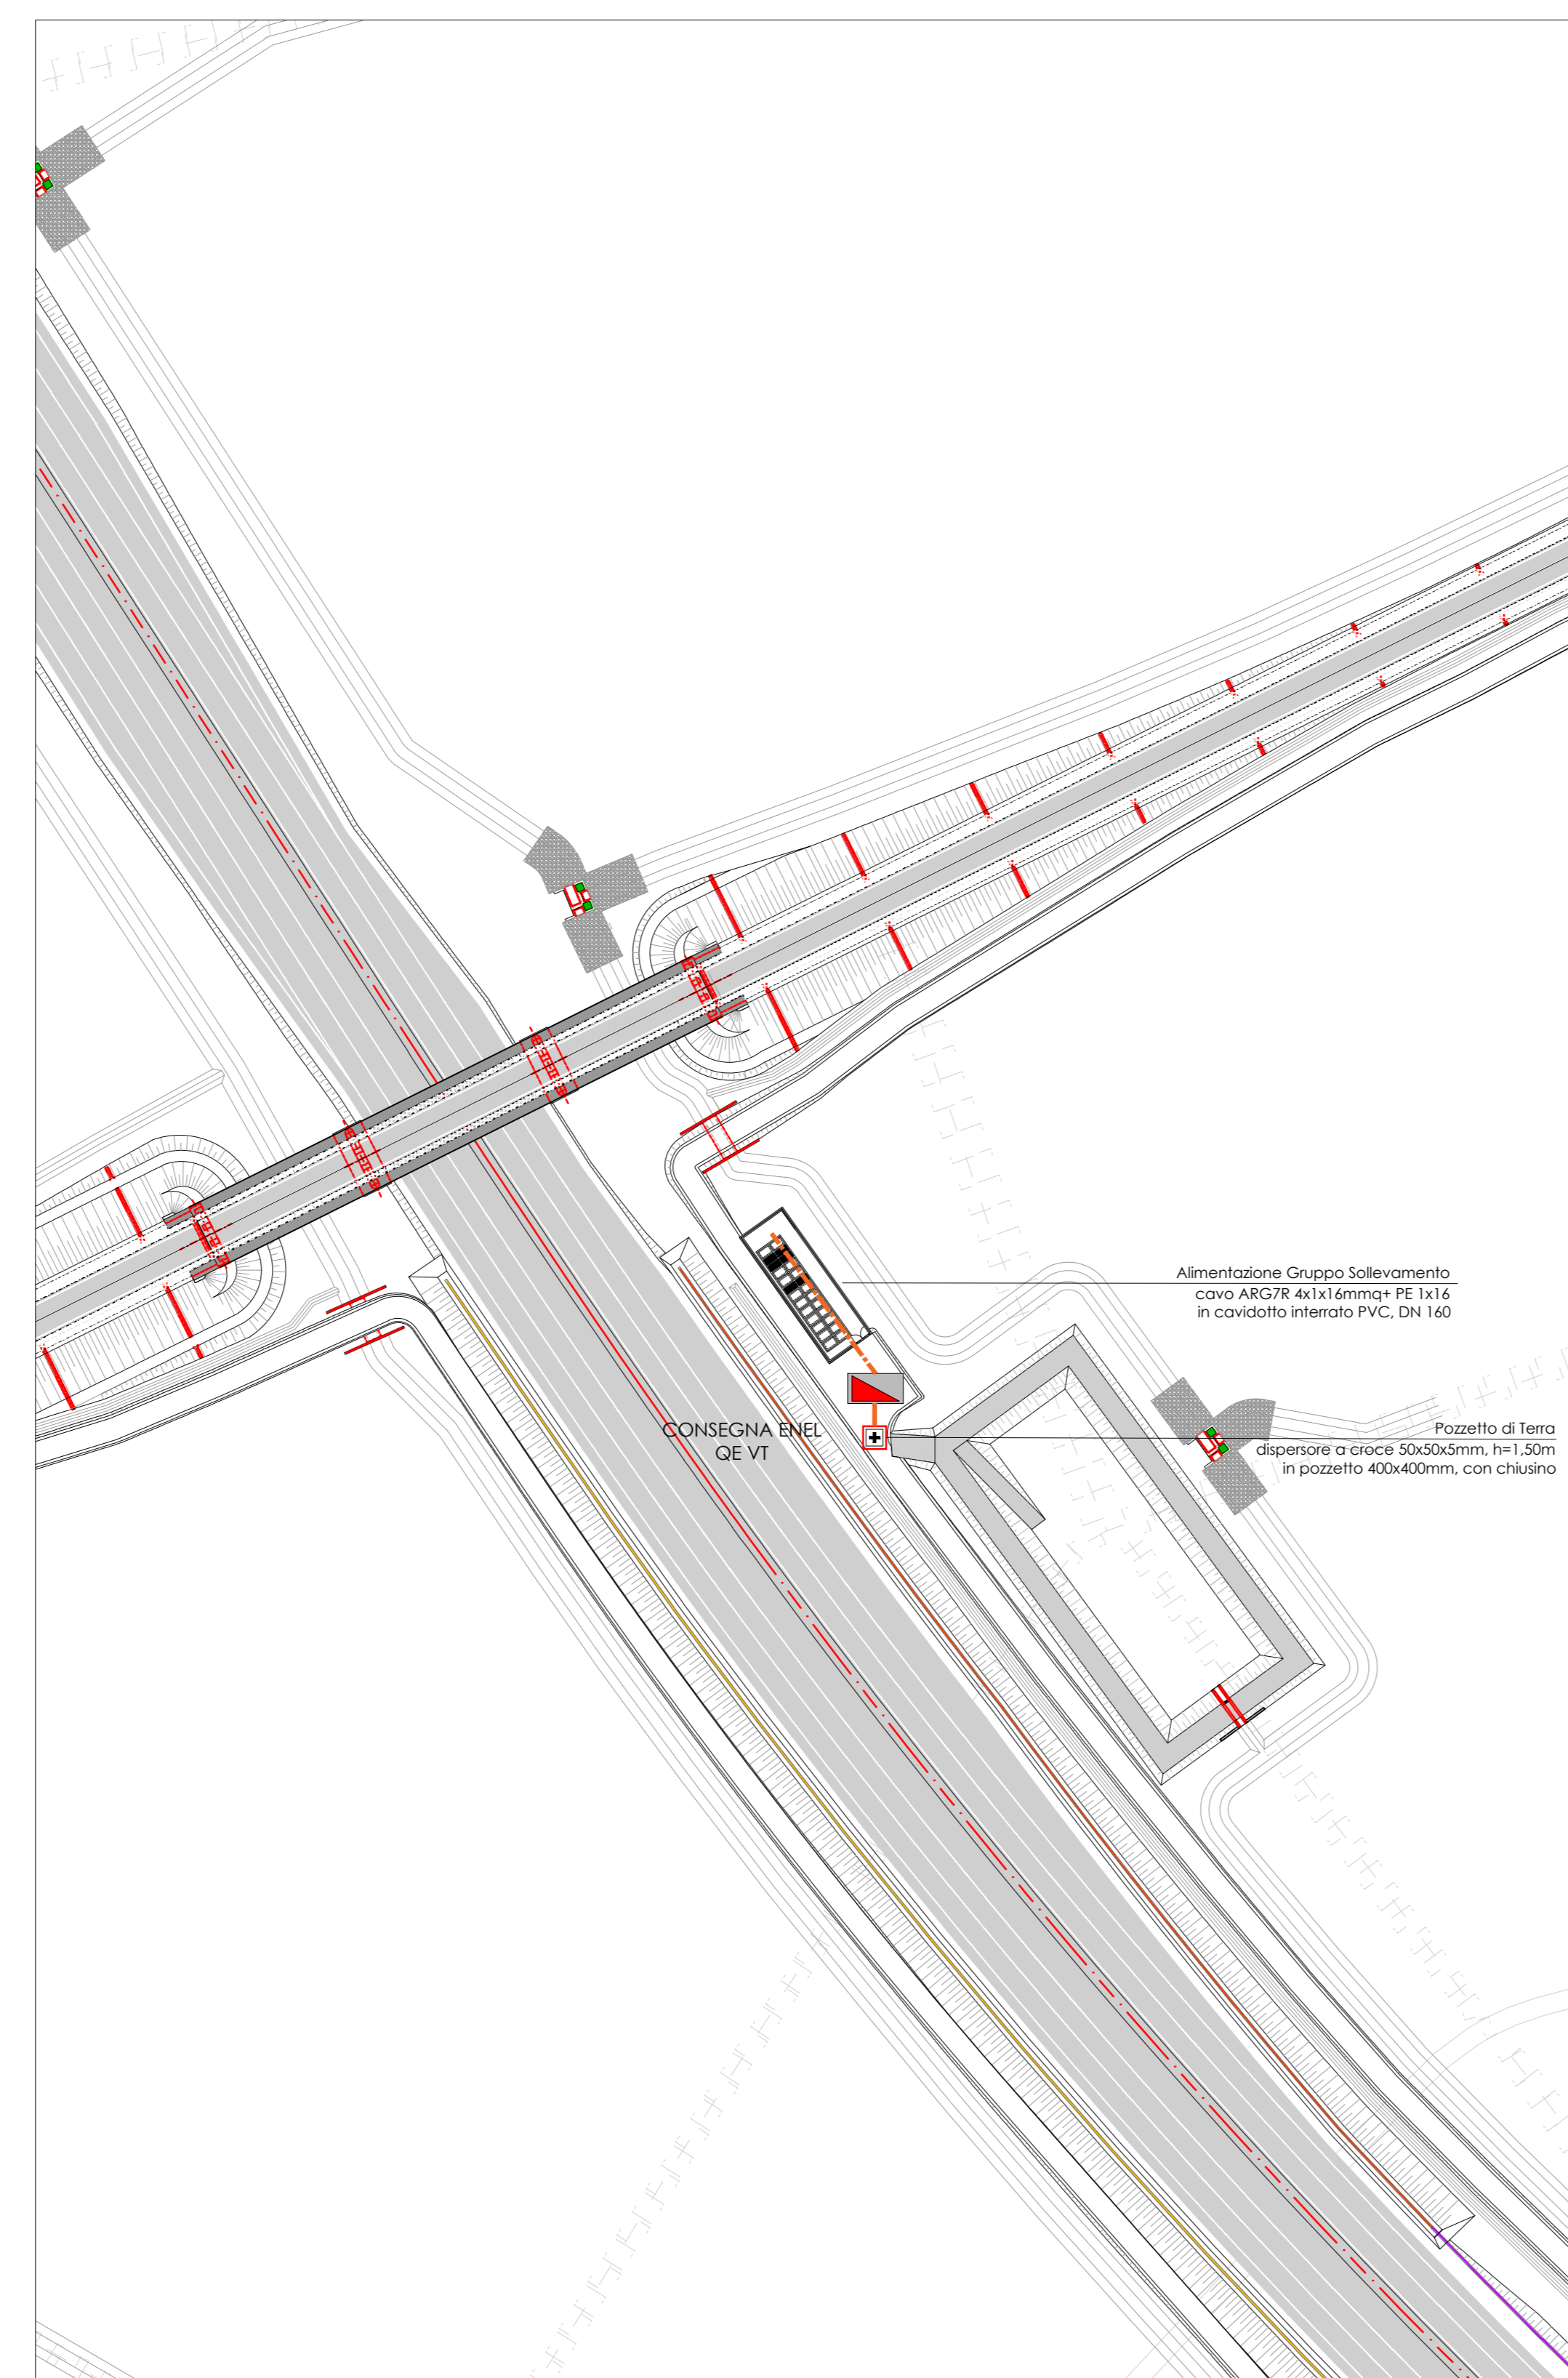 Alimentazione Gruppo Sollevamento
cavo ARG7R 4x1x16mmq+ PE 1x16
in cavidotto interrato PVC, DN 160
CONSEGNA ENEL
QE VT
Pozzetto di Terra
dispersore a croce 50x50x5mm, h=1,50m
in pozzetto 400x400mm, con chiusino